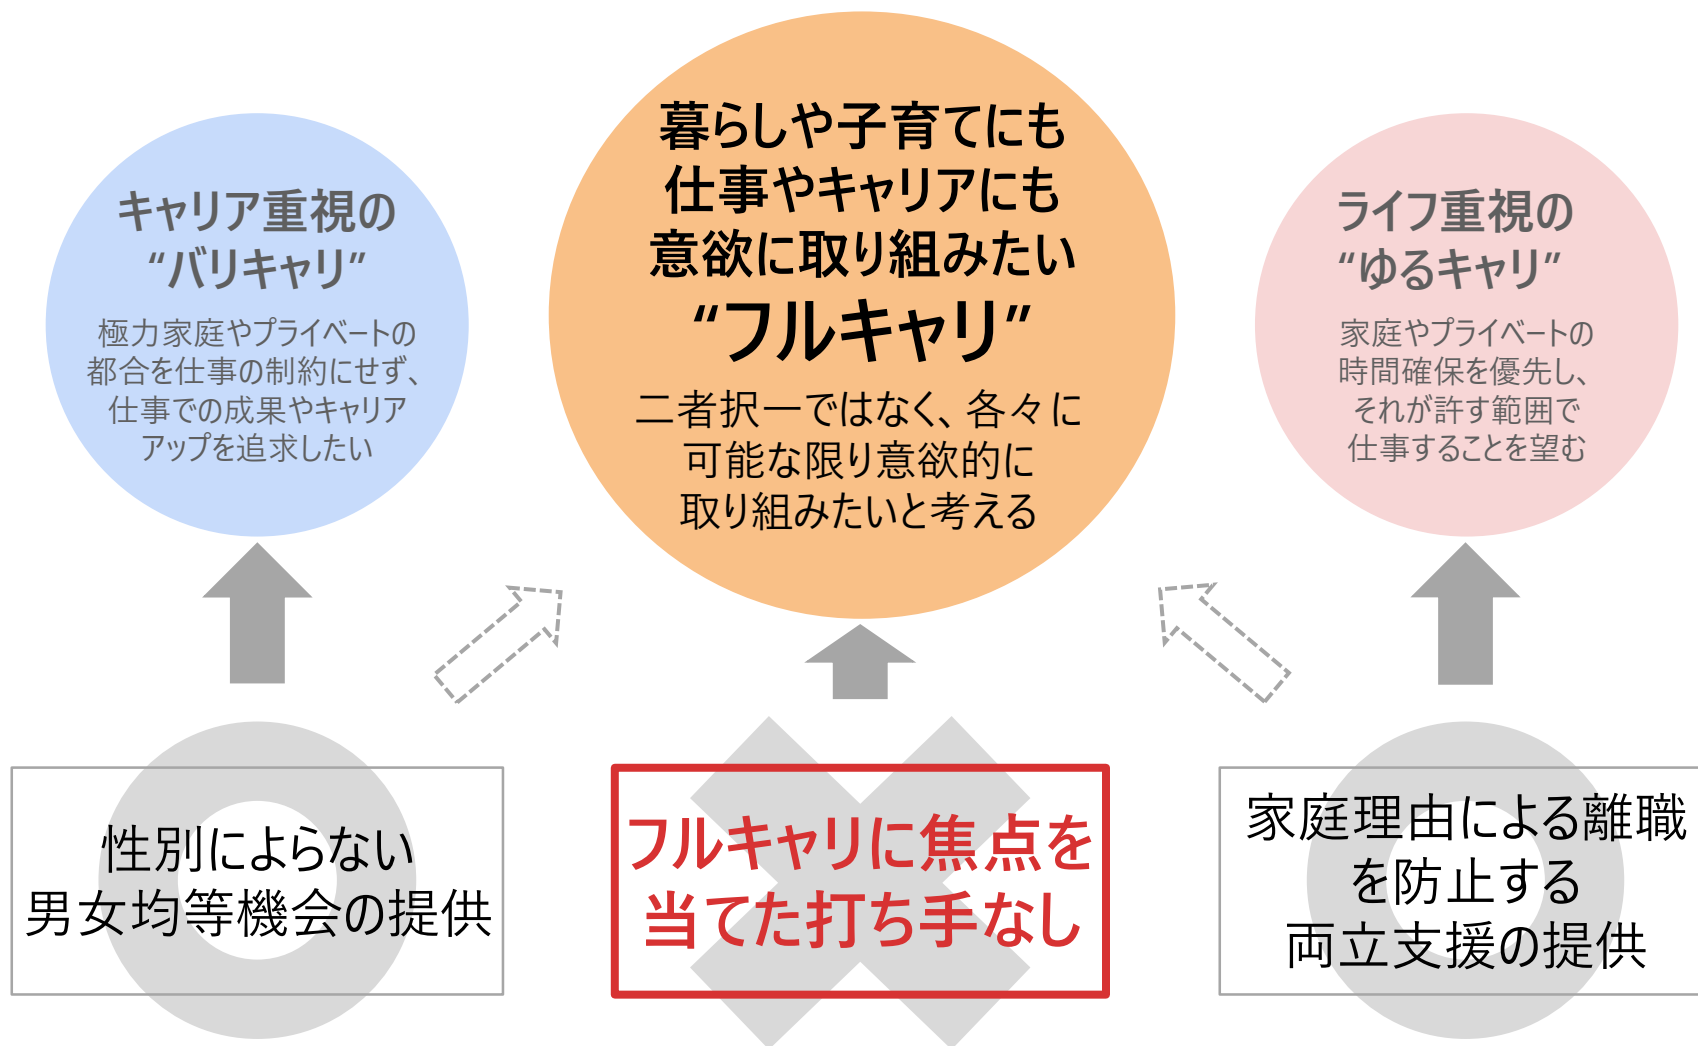 キャリア重視の
“バリキャリ”
極力家庭やプライベートの
都合を仕事の制約にせず、
仕事での成果やキャリア
アップを追求したい
暮らしや子育てにも
仕事やキャリアにも
意欲に取り組みたい
“フルキャリ”
二者択一ではなく、各々に
可能な限り意欲的に
取り組みたいと考える
ライフ重視の
“ゆるキャリ”
家庭やプライベートの
時間確保を優先し、
それが許す範囲で
仕事することを望む
性別によらない
男女均等機会の提供
フルキャリに焦点を
当てた打ち手なし
家庭理由による離職
を防止する
両立支援の提供